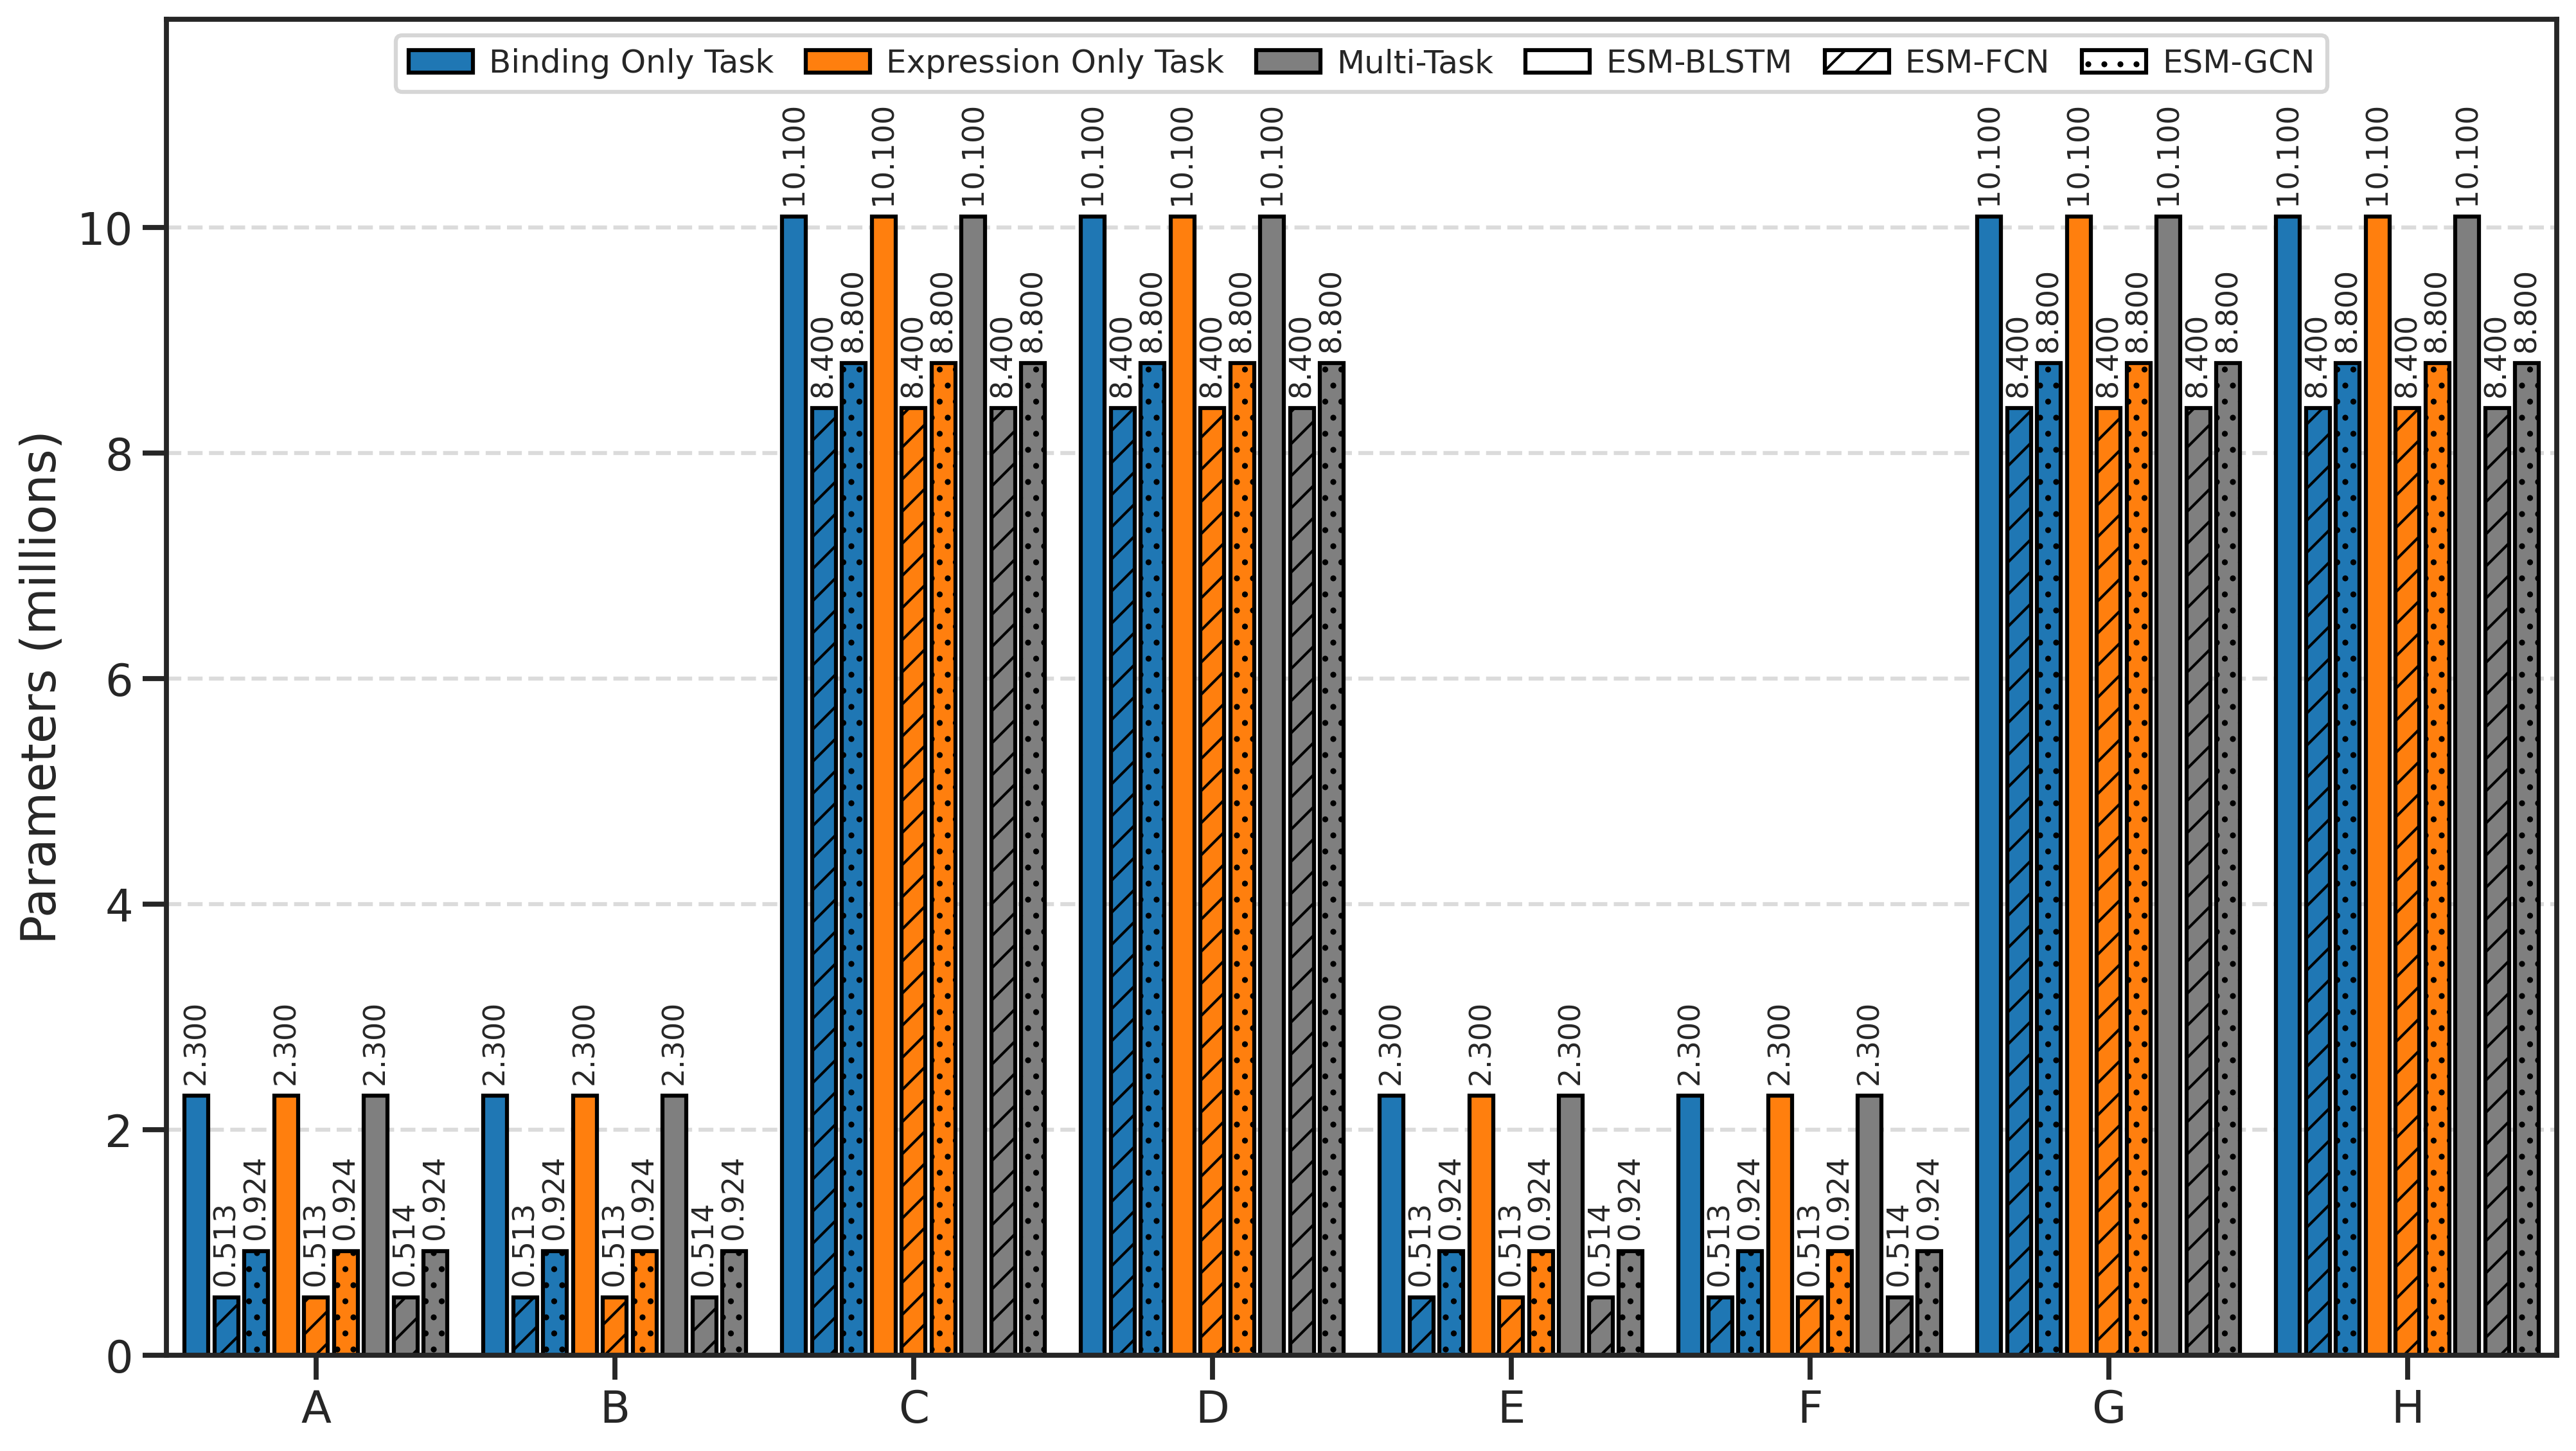 Binding Only Task Expression Only Task Multi-Task ESM-BLSTM ESM-FCN ESM-GCN
Parameters (millions)
10
8
6
4
2
0
2.300 0.513 0.924 2.300 0.513 0.924 2.300 0.514 0.924
2.300 0.513 0.924 2.300 0.513 0.924 2.300 0.514 0.924
10.100 8.400 8.800 10.100 8.400 8.800 10.100 8.400 8.800
10.100 8.400 8.800 10.100 8.400 8.800 10.100 8.400 8.800
2.300 0.513 0.924 2.300 0.513 0.924 2.300 0.514 0.924
2.300 0.513 0.924 2.300 0.513 0.924 2.300 0.514 0.924
10.100 8.400 8.800 10.100 8.400 8.800 10.100 8.400 8.800
10.100 8.400 8.800 10.100 8.400 8.800 10.100 8.400 8.800
A B C D E F G H